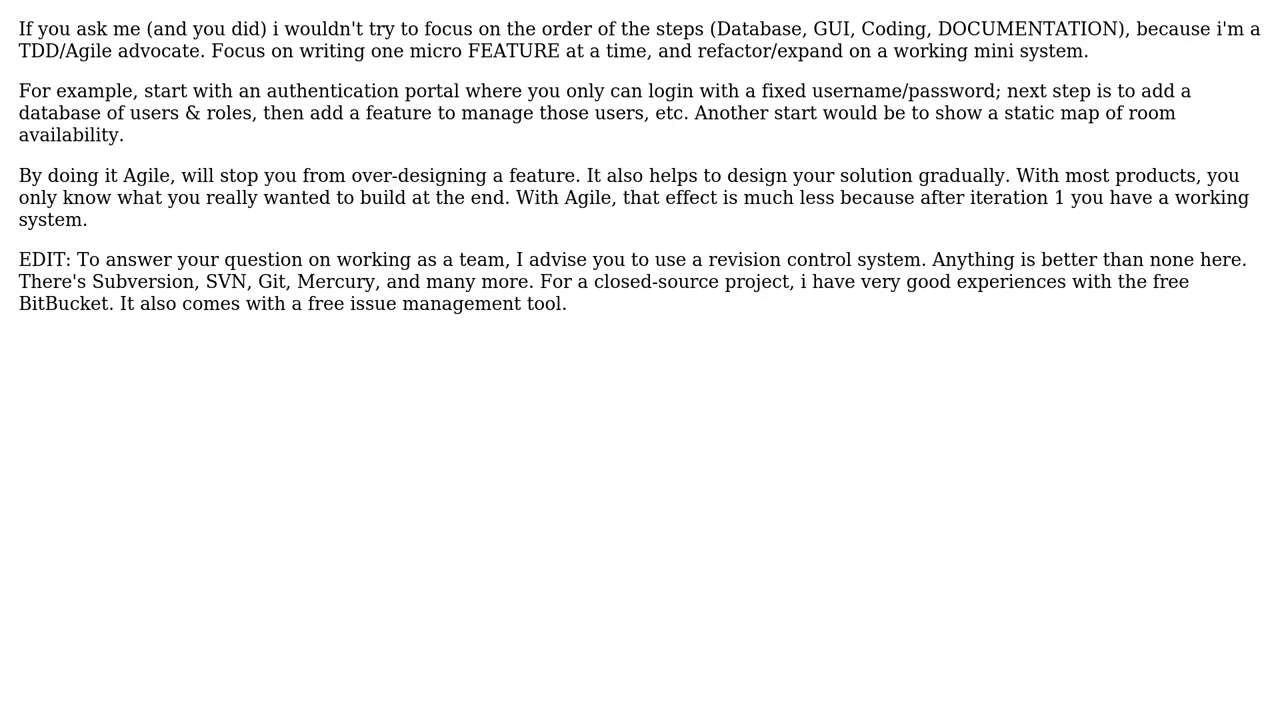 If you ask me (and you did) i wouldn't try to focus on the order of the steps (Database, GUI, Coding, DOCUMENTATION), because i'm a
TDD/Agile advocate. Focus on writing one micro FEATURE at a time, and refactor/expand on a working mini system.
For example, start with an authentication portal where you only can login with a fixed username/password; next step is to add a
database of users & roles, then add a feature to manage those users, etc. Another start would be to show a static map of room
availability.
By doing it Agile, will stop you from over-designing a feature. It also helps to design your solution gradually. With most products, you
only know what you really wanted to build at the end. With Agile, that effect is much less because after iteration 1 you have a working
system.
EDIT: To answer your question on working as a team, I advise you to use a revision control system. Anything is better than none here.
There's Subversion, SVN, Git, Mercury, and many more. For a closed-source project, i have very good experiences with the free
BitBucket. It also comes with a free issue management tool.